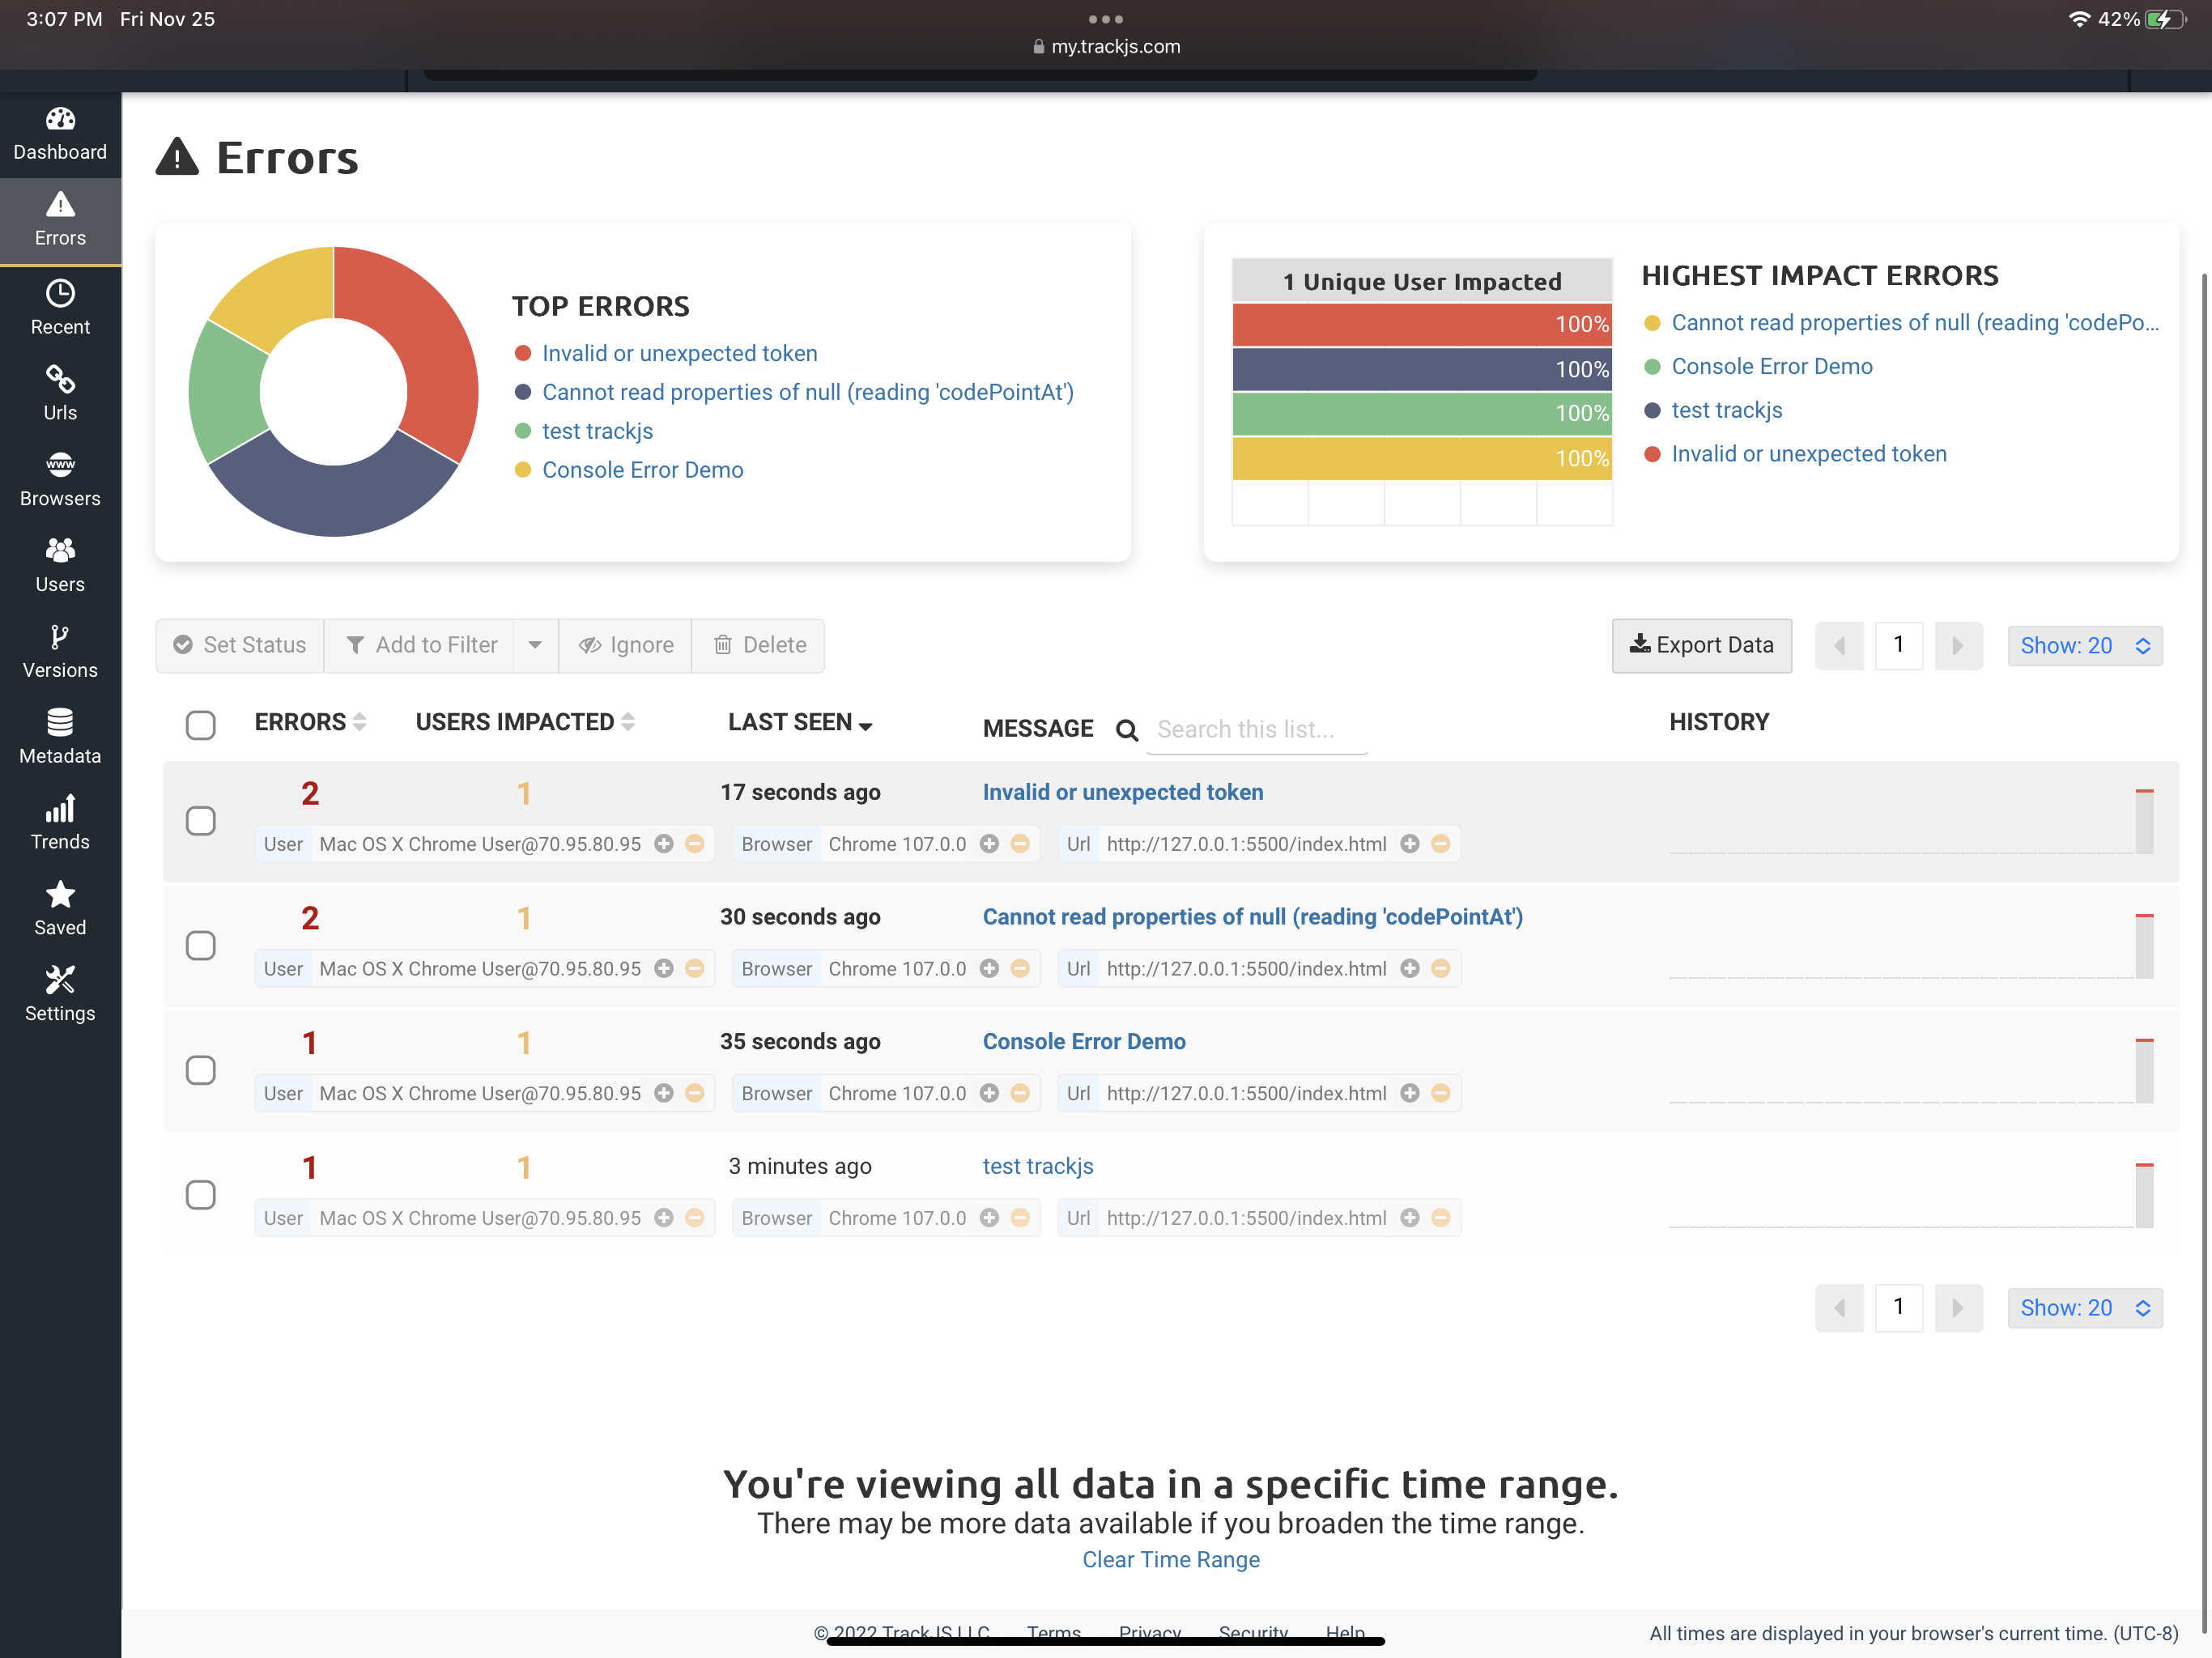 3:07 PM Fri Nov 25
42%
my.trackjs.com
Dashboard
Errors
Recent
Urls
www
Browsers
Users
Versions
Metadata
Trends
Saved
Settings
Errors
TOP ERRORS
Invalid or unexpected token
Cannot read properties of null (reading 'codePointAt')
test trackjs
Console Error Demo
1 Unique User Impacted
100%
100%
100%
100%
HIGHEST IMPACT ERRORS
Cannot read properties of null (reading 'codePo...
Console Error Demo
test trackjs
Invalid or unexpected token
Set Status Add to Filter Ignore Delete
Export Data 1 Show: 20
ERRORS USERS IMPACTED LAST SEEN MESSAGE Search this list... HISTORY
2 1 17 seconds ago Invalid or unexpected token
User Mac OS X Chrome User@70.95.80.95 Browser Chrome 107.0.0 Url http://127.0.0.1:5500/index.html
2 1 30 seconds ago Cannot read properties of null (reading 'codePointAt')
User Mac OS X Chrome User@70.95.80.95 Browser Chrome 107.0.0 Url http://127.0.0.1:5500/index.html
1 1 35 seconds ago Console Error Demo
User Mac OS X Chrome User@70.95.80.95 Browser Chrome 107.0.0 Url http://127.0.0.1:5500/index.html
1 1 3 minutes ago test trackjs
User Mac OS X Chrome User@70.95.80.95 Browser Chrome 107.0.0 Url http://127.0.0.1:5500/index.html
1 Show: 20
You're viewing all data in a specific time range.
There may be more data available if you broaden the time range.
Clear Time Range
© 2022 TrackJS LLC Terms Privacy Security Help
All times are displayed in your browser's current time. (UTC-8)